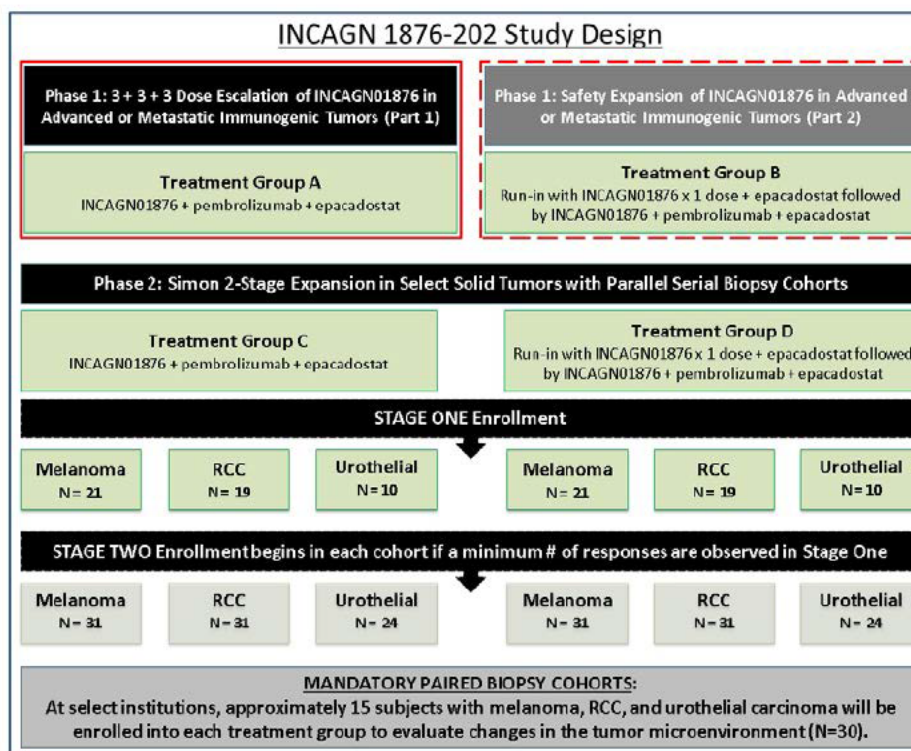 INCAGN 1876-202 Study Design
Phase 1: 3 + 3 + 3 Dose Escalation of INCAGN01876 in
Advanced or Metastatic Immunogenic Tumors (Part 1)
Treatment Group A
INCAGN01876 + pembrolizumab + epacadostat
Phase 1: Safety Expansion of INCAGN01876 in Advanced
or Metastatic Immunogenic Tumors (Part 2)
Treatment Group B
Run-in with INCAGN01876 x 1 dose + epacadostat followed
by INCAGN01876 + pembrolizumab + epacadostat
Phase 2: Simon 2-Stage Expansion in Select Solid Tumors with Parallel Serial Biopsy Cohorts
Treatment Group C
INCAGN01876 + pembrolizumab + epacadostat
Treatment Group D
Run-in with INCAGN01876 x 1 dose + epacadostat followed
by INCAGN01876 + pembrolizumab + epacadostat
STAGE ONE Enrollment
Melanoma
N= 21
RCC
N= 19
Urothelial
N= 10
Melanoma
N= 21
RCC
N= 19
Urothelial
N= 10
STAGE TWO Enrollment begins in each cohort if a minimum # of responses are observed in Stage One
Melanoma
N= 31
RCC
N= 31
Urothelial
N= 24
Melanoma
N= 31
RCC
N= 31
Urothelial
N= 24
MANDATORY PAIRED BIOPSY COHORTS:
At select institutions, approximately 15 subjects with melanoma, RCC, and urothelial carcinoma will be
enrolled into each treatment group to evaluate changes in the tumor microenvironment (N=30).